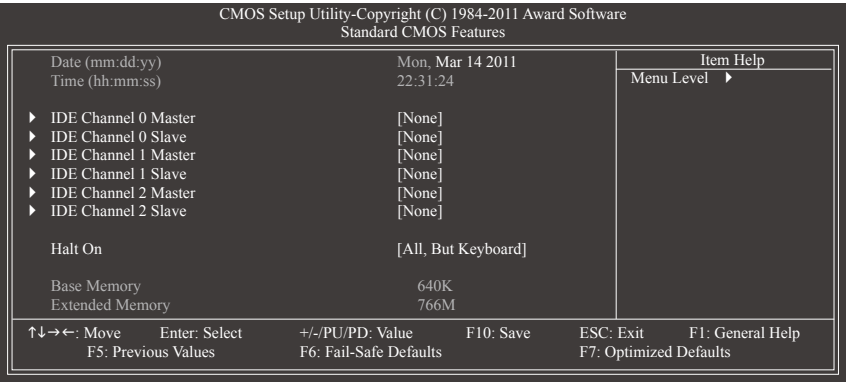 CMOS Setup Utility-Copyright (C) 1984-2011 Award Software
Standard CMOS Features
Date (mm:dd:yy) Mon, Mar 14 2011 Item Help
Time (hh:mm:ss) 22:31:24 Menu Level ▶
▶ IDE Channel 0 Master [None]
▶ IDE Channel 0 Slave [None]
▶ IDE Channel 1 Master [None]
▶ IDE Channel 1 Slave [None]
▶ IDE Channel 2 Master [None]
▶ IDE Channel 2 Slave [None]
Halt On [All, But Keyboard]
Base Memory 640K
Extended Memory 766M
↑↓→←: Move Enter: Select +/-/PU/PD: Value F10: Save ESC: Exit F1: General Help
F5: Previous Values F6: Fail-Safe Defaults F7: Optimized Defaults